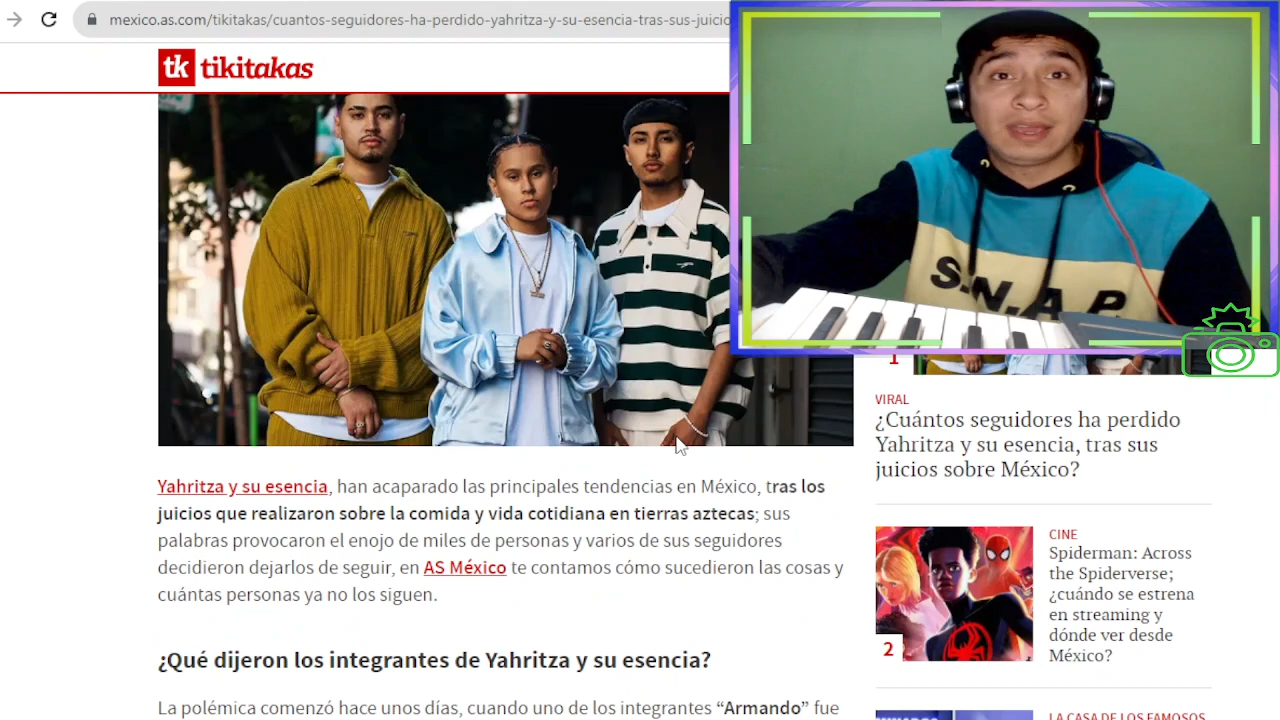 mexico.as.com/tikitakas/cuantos-seguidores-ha-perdido-yahritza-y-su-esencia-tras-sus-juicio
tk tikitakas
S.N.A.P.
1
VIRAL
¿Cuántos seguidores ha perdido
Yahritza y su esencia, tras sus
juicios sobre México?
Yahritza y su esencia, han acaparado las principales tendencias en México, tras los
juicios que realizaron sobre la comida y vida cotidiana en tierras aztecas; sus
palabras provocaron el enojo de miles de personas y varios de sus seguidores
decidieron dejarlos de seguir, en AS México te contamos cómo sucedieron las cosas y
cuántas personas ya no los siguen.
¿Qué dijeron los integrantes de Yahritza y su esencia?
La polémica comenzó hace unos días, cuando uno de los integrantes “Armando” fue
CINE
Spiderman: Across
the Spiderverse;
¿cuándo se estrena
en streaming y
dónde ver desde
México?
2
LA CASA DE LOS FAMOSOS